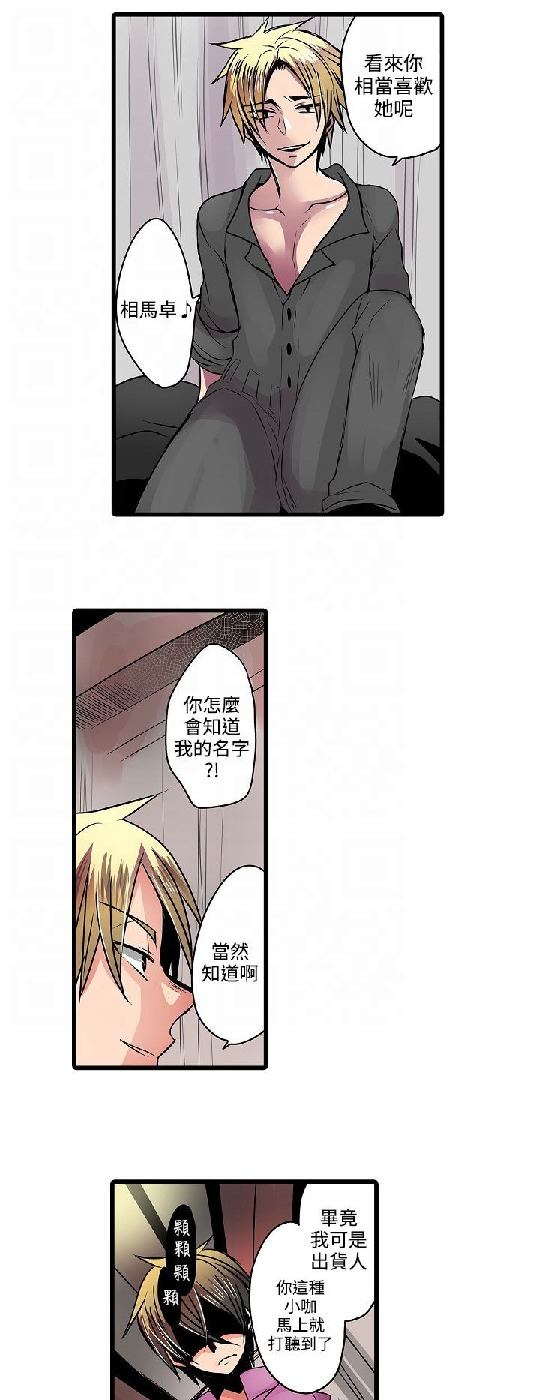 看來你
相當喜歡
她呢
相馬卓♪
你怎麼
會知道
我的名字
?!
當然
知道啊
畢竟
我可是
出貨人
你這種
小咖
馬上就
打聽到了
顆
顆
顆
顆